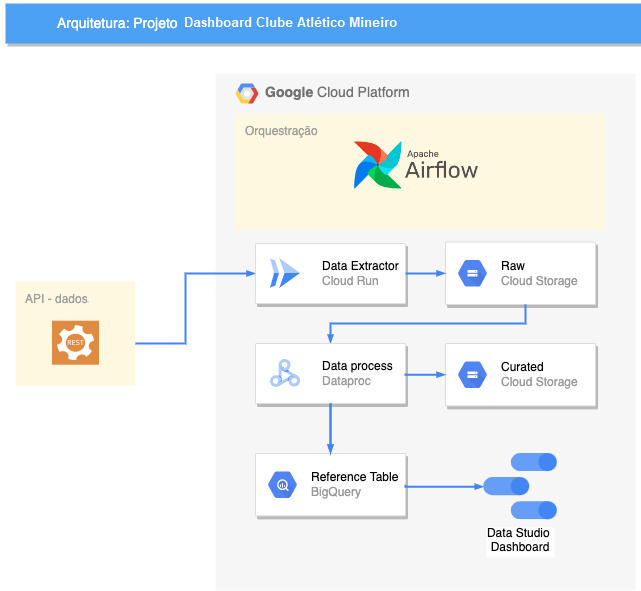 Arquitetura: Projeto Dashboard Clube Atlético Mineiro
Google Cloud Platform
Orquestração
Apache
Airflow
Data Extractor
Cloud Run
Raw
Cloud Storage
API - dados
REST
Data process
Dataproc
Curated
Cloud Storage
Reference Table
BigQuery
Data Studio
Dashboard